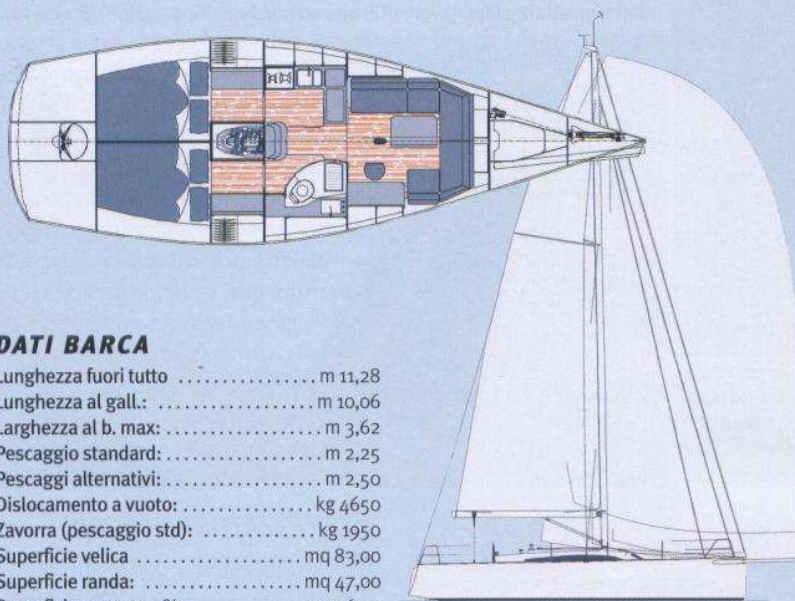 DATI BARCA
Lunghezza fuori tutto ................ m 11,28
Lunghezza al gall.: .................... m 10,06
Larghezza al b. max: .................. m 3,62
Pescaggio standard: .................. m 2,25
Pescaggi alternativi: .................. m 2,50
Dislocamento a vuoto: ............... kg 4650
Zavorra (pescaggio std): ............ kg 1950
Superficie velica ................... mq 83,00
Superficie randa: .................. mq 47,00